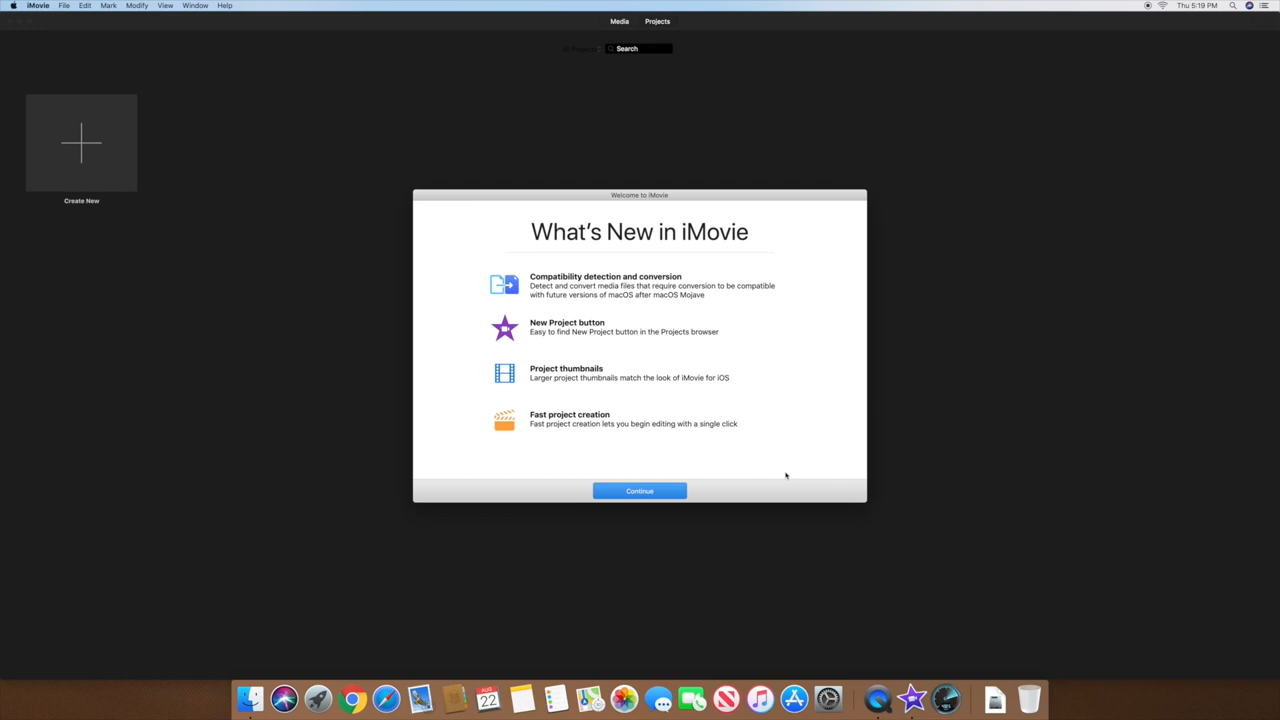 iMovie File Edit Mark Modify View Window Help Thu 5:19 PM
Media Projects
All Projects Search
Create New
Welcome to iMovie
What's New in iMovie
Compatibility detection and conversion
Detect and convert media files that require conversion to be compatible
with future versions of macOS after macOS Mojave
New Project button
Easy to find New Project button in the Projects browser
Project thumbnails
Larger project thumbnails match the look of iMovie for iOS
Fast project creation
Fast project creation lets you begin editing with a single click
Continue
AUG
22